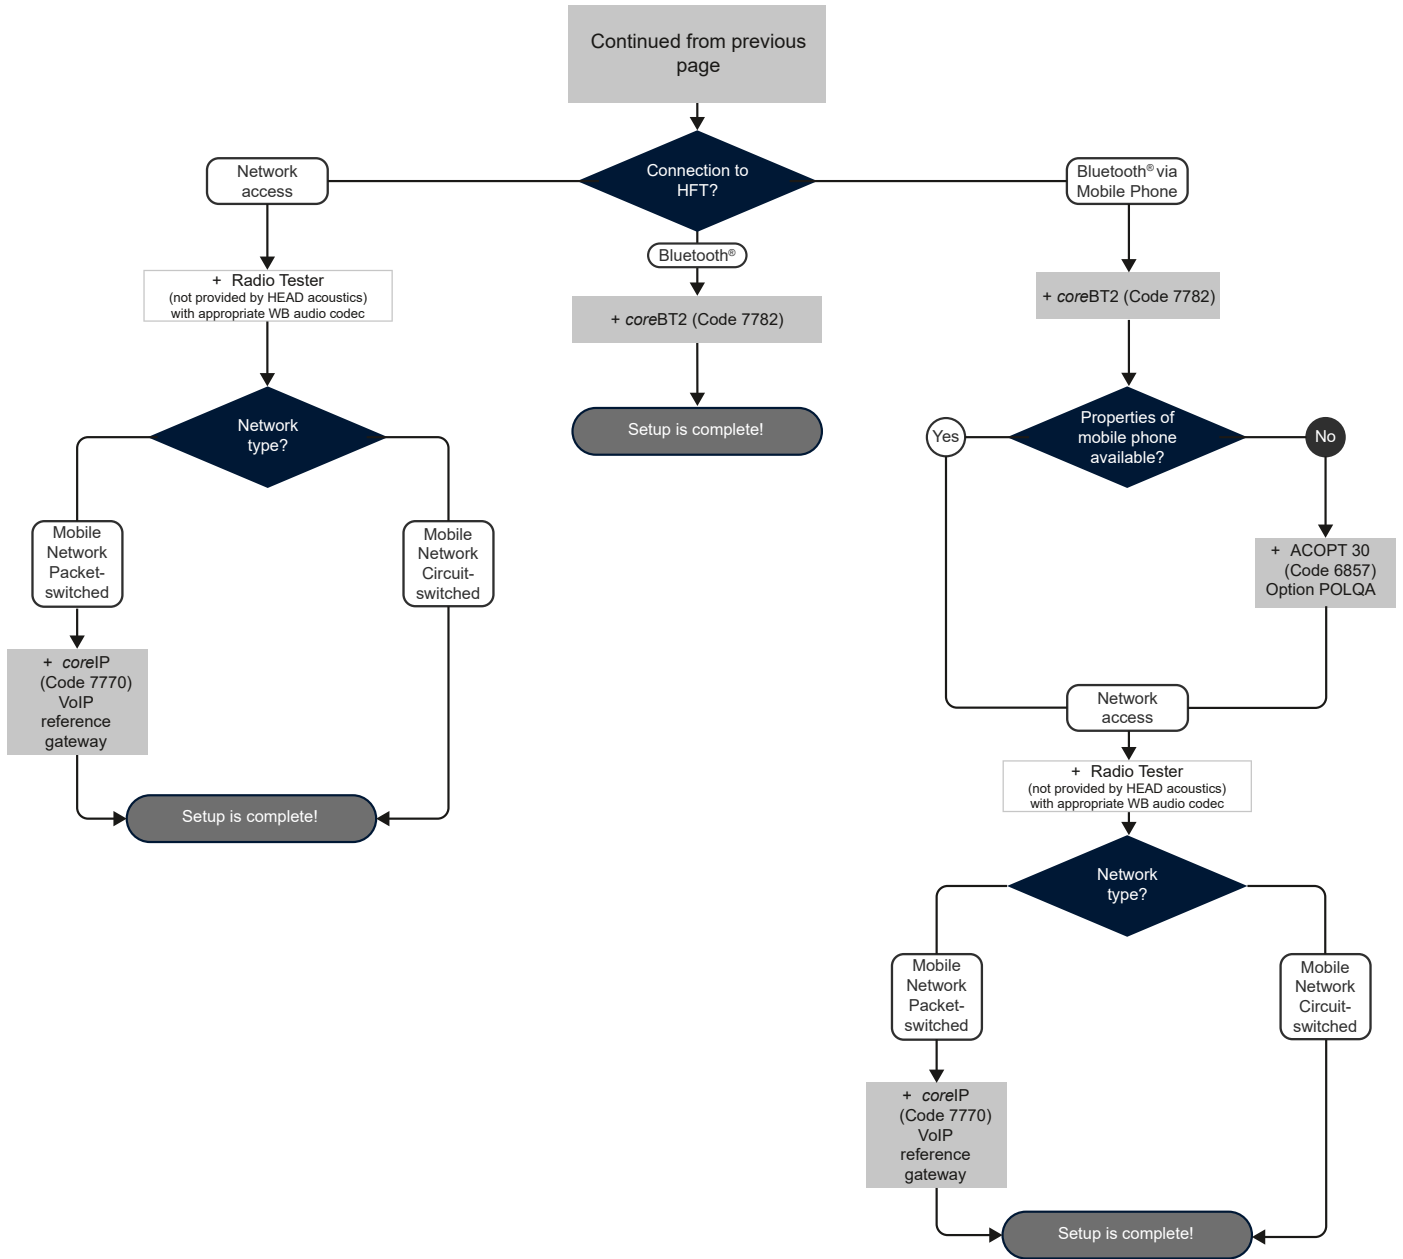 Continued from previous
page
Connection to
HFT?
Network
access
Bluetooth® via
Mobile Phone
Bluetooth®
+ Radio Tester
(not provided by HEAD acoustics)
with appropriate WB audio codec
+ coreBT2 (Code 7782)
+ coreBT2 (Code 7782)
Network
type?
Setup is complete!
Yes
Properties of
mobile phone
available?
No
Mobile
Network
Packet-
switched
Mobile
Network
Circuit-
switched
+ ACOPT 30
(Code 6857)
Option POLQA
+ coreIP
(Code 7770)
VoIP
reference
gateway
Setup is complete!
Network
access
+ Radio Tester
(not provided by HEAD acoustics)
with appropriate WB audio codec
Network
type?
Mobile
Network
Packet-
switched
Mobile
Network
Circuit-
switched
+ coreIP
(Code 7770)
VoIP
reference
gateway
Setup is complete!